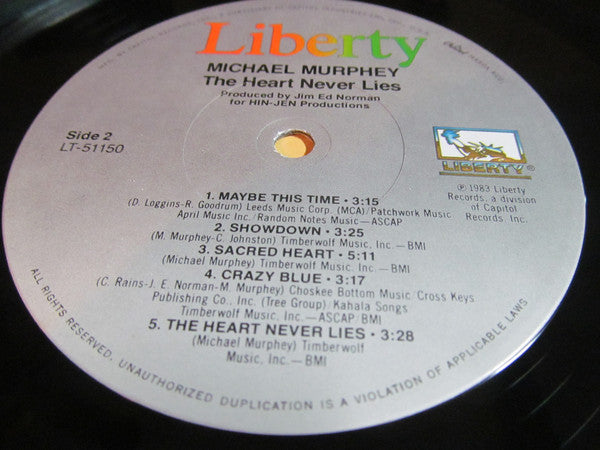 Liberty
MICHAEL MURPHEY
The Heart Never Lies
Produced by Jim Ed Norman
for HIN-JEN Productions
Side 2
LT-51150
LIBERTY®
℗ 1983 Liberty
Records, a division
of Capitol
Records Inc.
1. MAYBE THIS TIME • 3:15
(D. Loggins-R. Goodrum) Leeds Music Corp. (MCA)/Patchwork Music
April Music Inc./Random Notes Music—ASCAP
2. SHOWDOWN • 3:25
(M. Murphey-C. Johnston) Timberwolf Music, Inc.—BMI
3. SACRED HEART • 5:11
(Michael Murphey) Timberwolf Music, Inc.—BMI
4. CRAZY BLUE • 3:17
(C. Rains-J. E. Norman-M. Murphey) Choskee Bottom Music/Cross Keys
Publishing Co., Inc. (Tree Group)/Kahala Songs
Timberwolf Music, Inc.—ASCAP/BMI
5. THE HEART NEVER LIES • 3:28
(Michael Murphey) Timberwolf
Music, Inc.—BMI
ALL RIGHTS RESERVED. UNAUTHORIZED DUPLICATION IS A VIOLATION OF APPLICABLE LAWS